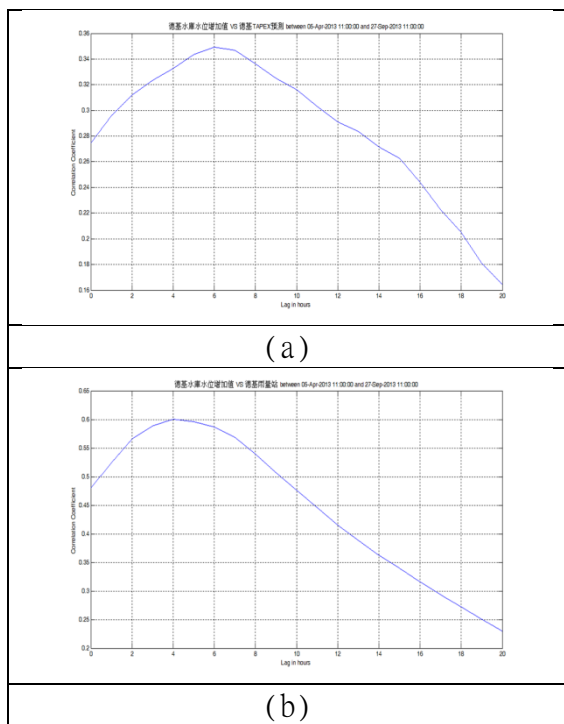 德基水庫水位增加值 VS 德基TAPEX預測 between 05-Apr-2013 11:00:00 and 27-Sep-2013 11:00:00
0.36
0.34
0.32
0.3
0.28
0.26
0.24
0.22
0.2
0.18
0.16
Correlation Coefficient
0 2 4 6 8 10 12 14 16 18 20
Lag in hours
(a)
德基水庫水位增加值 VS 德基雨量站 between 05-Apr-2013 11:00:00 and 27-Sep-2013 11:00:00
0.65
0.6
0.55
0.5
0.45
0.4
0.35
0.3
0.25
0.2
Correlation Coefficient
0 2 4 6 8 10 12 14 16 18 20
Lag in hours
(b)